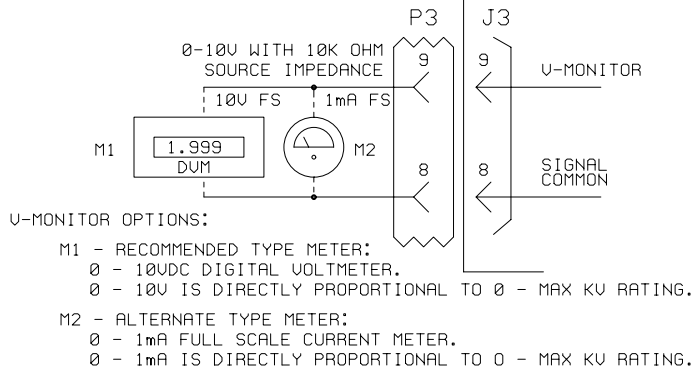 P3 J3
0-10V WITH 10K OHM
SOURCE IMPEDANCE
9 9
V-MONITOR
10V FS 1mA FS
M1
1.999
DVM
M2
8 8
SIGNAL
COMMON
V-MONITOR OPTIONS:
M1 - RECOMMENDED TYPE METER:
0 - 10VDC DIGITAL VOLTMETER.
0 - 10V IS DIRECTLY PROPORTIONAL TO 0 - MAX KV RATING.
M2 - ALTERNATE TYPE METER:
0 - 1mA FULL SCALE CURRENT METER.
0 - 1mA IS DIRECTLY PROPORTIONAL TO O - MAX KV RATING.